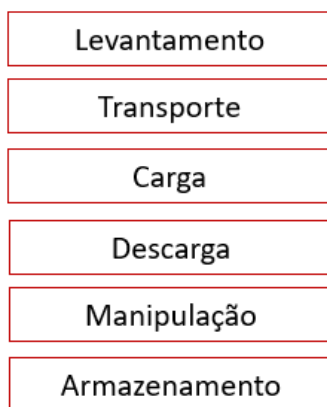 Levantamento
Transporte
Carga
Descarga
Manipulação
Armazenamento